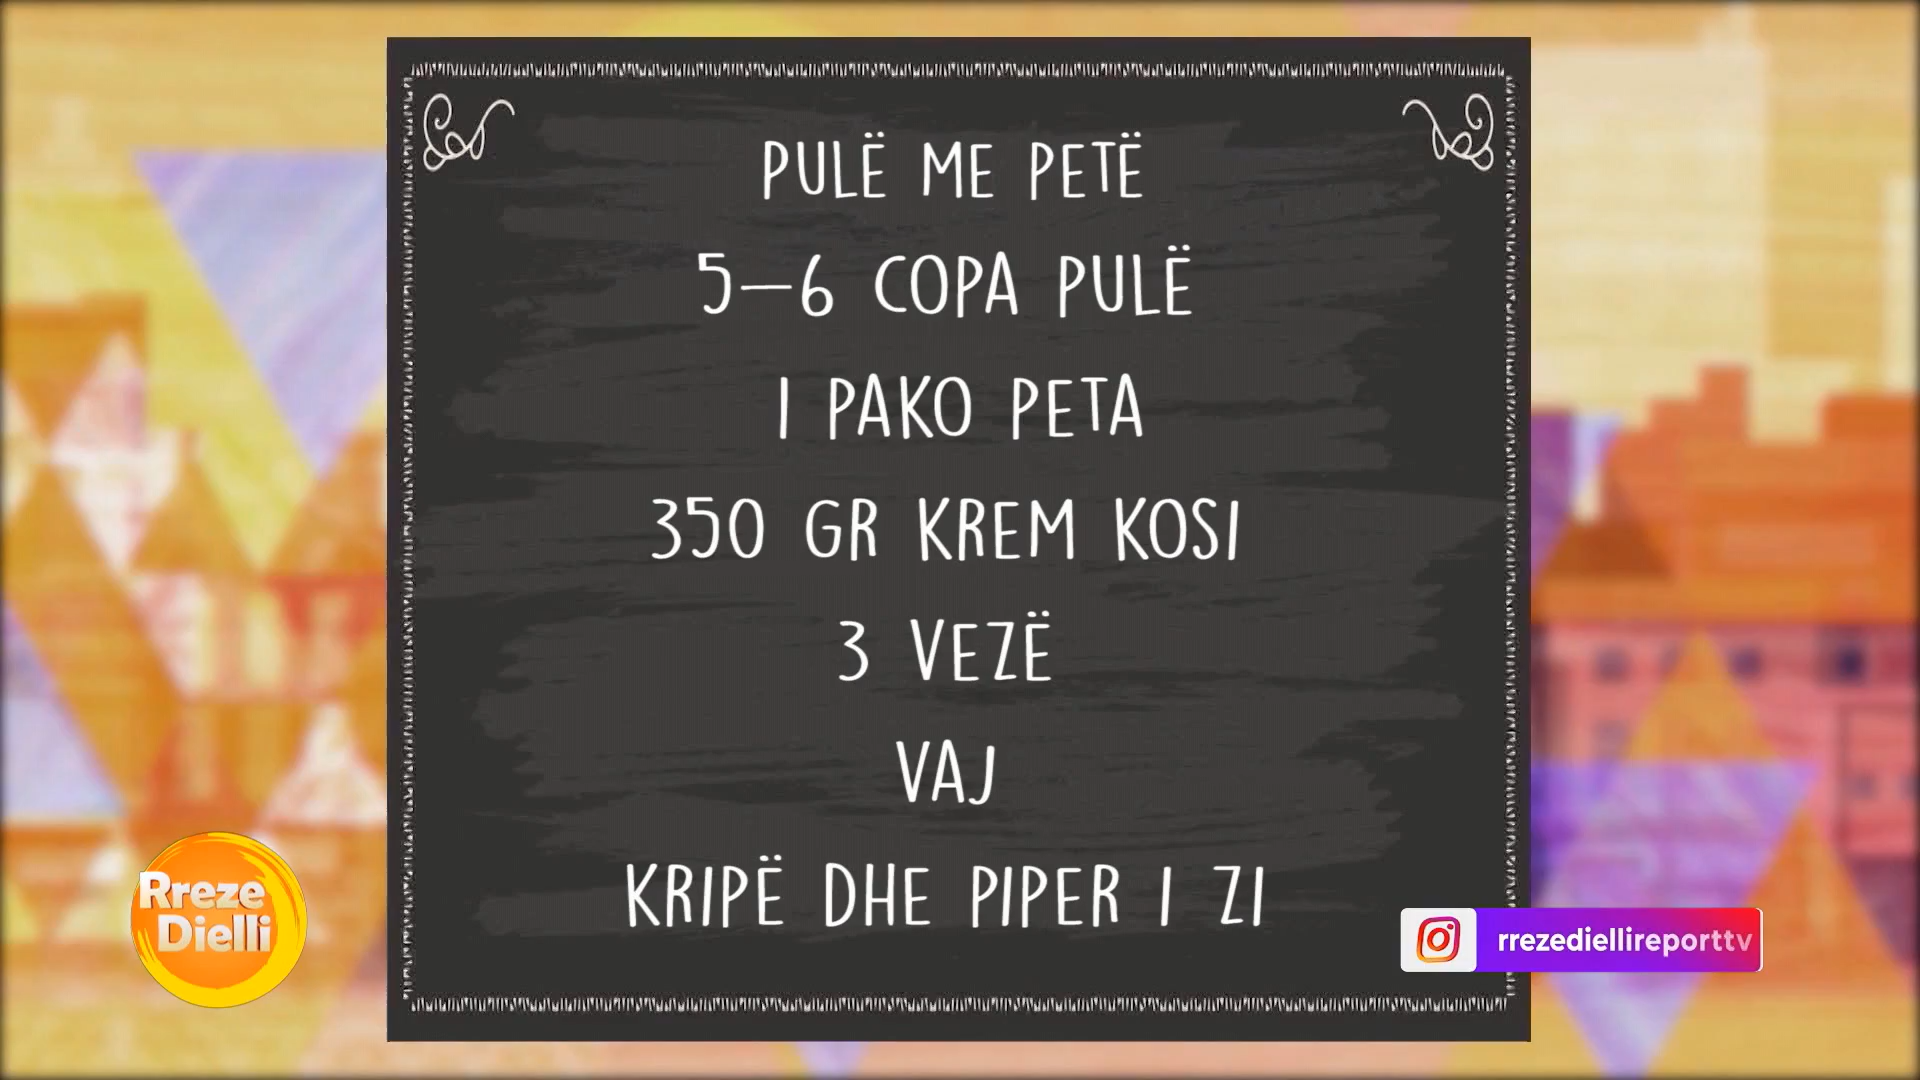 PULË ME PETË
5-6 COPA PULË
1 PAKO PETA
350 GR KREM KOSI
3 VEZË
VAJ
KRIPË DHE PIPER I ZI
Rreze
Dielli
rrezediellireporttv